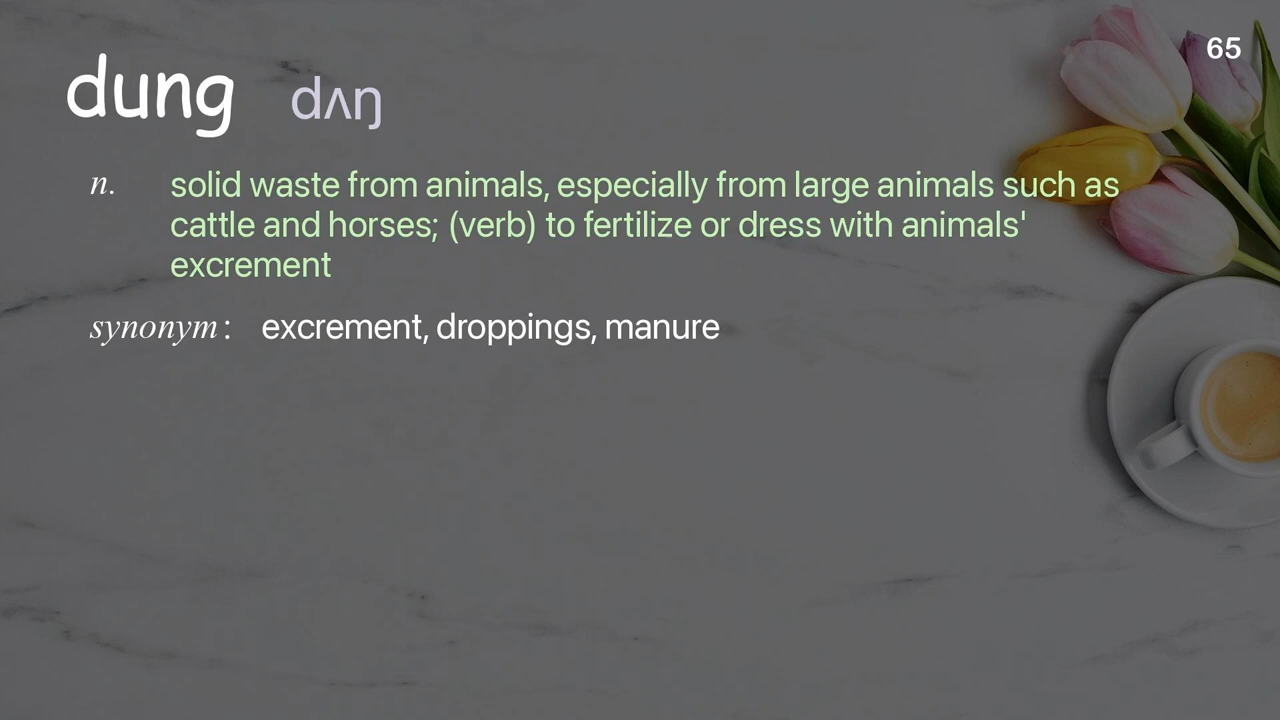 65
dung dʌŋ
n. solid waste from animals, especially from large animals such as
cattle and horses; (verb) to fertilize or dress with animals'
excrement
synonym: excrement, droppings, manure